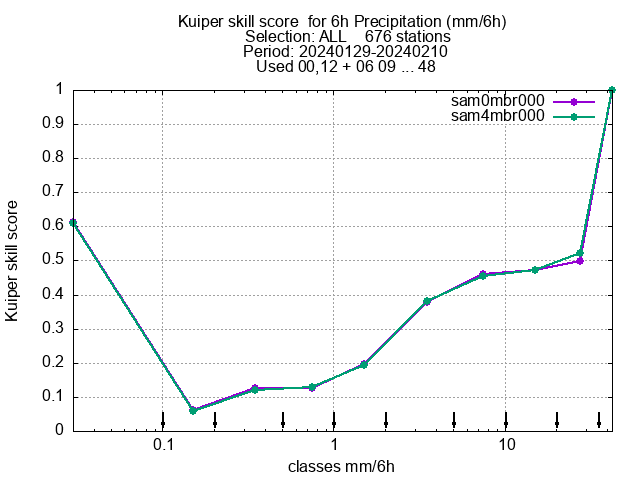 Kuiper skill score  for 6h Precipitation (mm/6h)
Selection: ALL    676 stations
Period: 20240129-20240210
Used 00,12 + 06 09 ... 48
sam0mbr000
sam4mbr000
Kuiper skill score
1
0.9
0.8
0.7
0.6
0.5
0.4
0.3
0.2
0.1
0
0.1
1
10
classes mm/6h